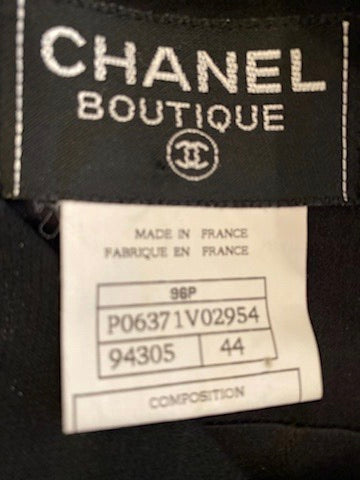 CHANEL
BOUTIQUE
MADE IN FRANCE
FABRIQUE EN FRANCE
96P
P06371V02954
94305 44
COMPOSITION